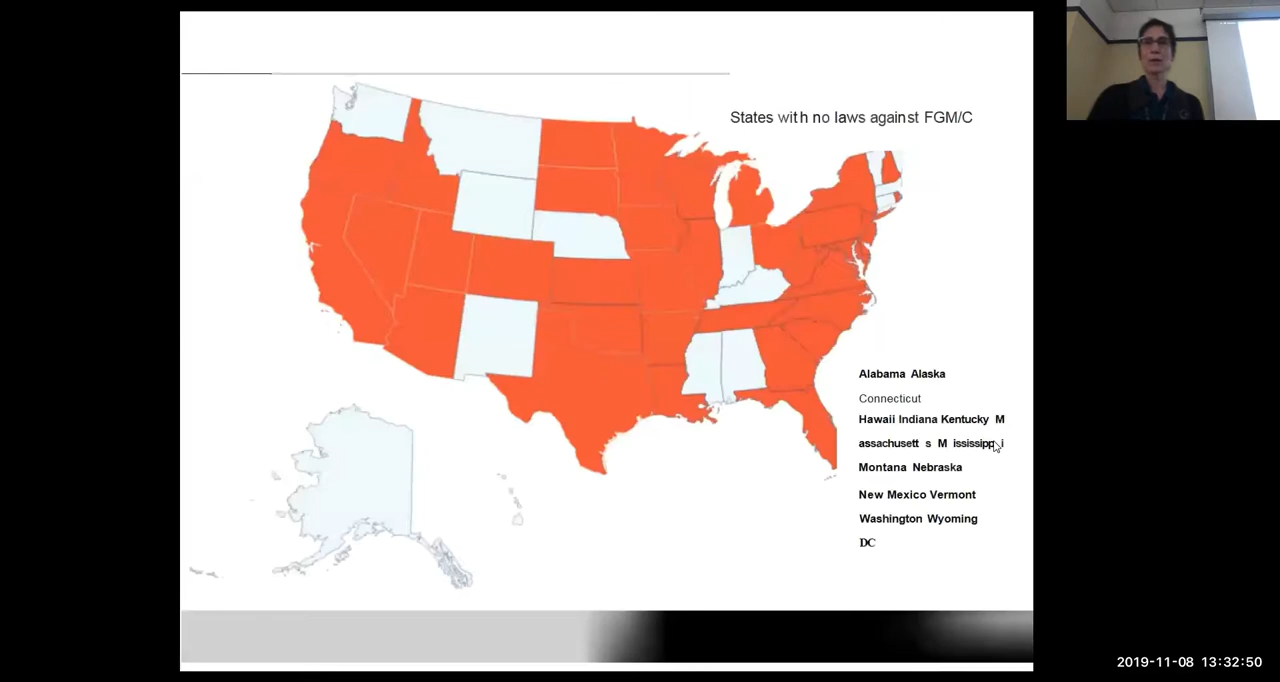 States with no laws against FGM/C
Alabama Alaska
Connecticut
Hawaii Indiana Kentucky M
assachusett s M ississipp i
Montana Nebraska
New Mexico Vermont
Washington Wyoming
DC
2019-11-08 13:32:50